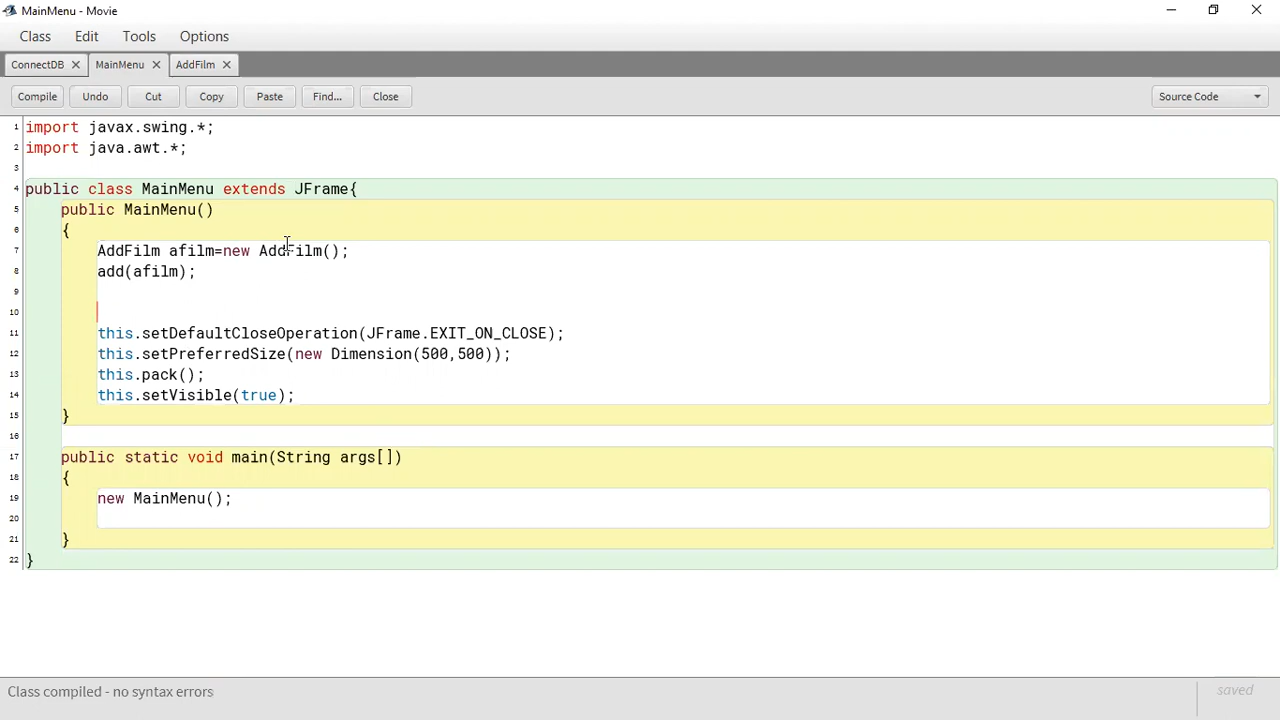 MainMenu - Movie
Class Edit Tools Options
ConnectDB MainMenu AddFilm
Compile Undo Cut Copy Paste Find... Close Source Code
1 import javax.swing.*;
2 import java.awt.*;
3
4 public class MainMenu extends JFrame{
5 public MainMenu()
6 {
7 AddFilm afilm=new AddFilm();
8 add(afilm);
9
10
11 this.setDefaultCloseOperation(JFrame.EXIT_ON_CLOSE);
12 this.setPreferredSize(new Dimension(500,500));
13 this.pack();
14 this.setVisible(true);
15 }
16
17 public static void main(String args[])
18 {
19 new MainMenu();
20
21 }
22 }
Class compiled - no syntax errors saved